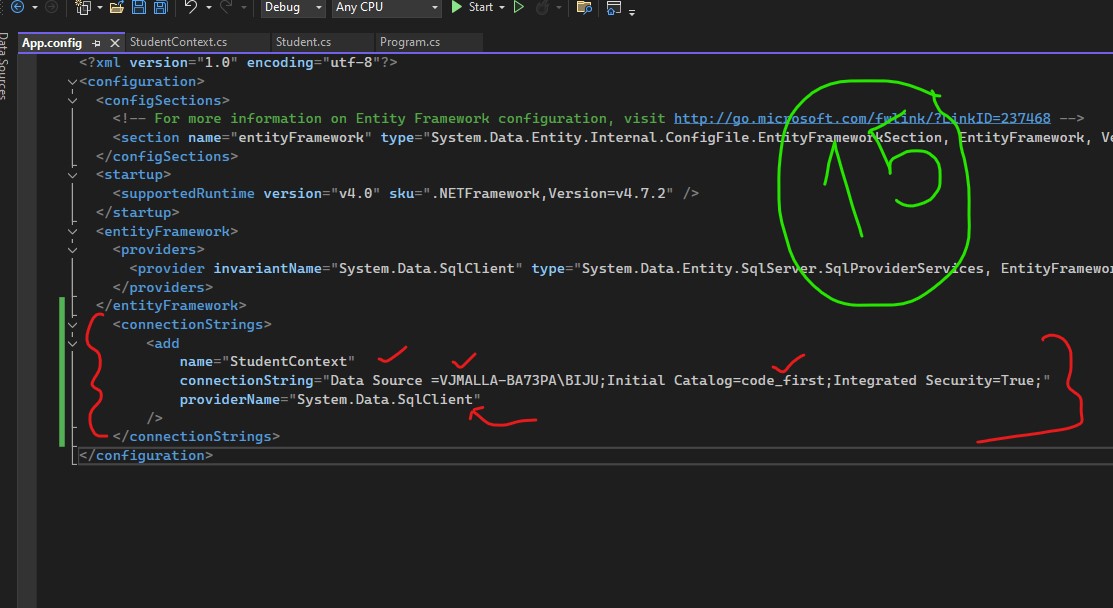 Debug Any CPU Start
App.config StudentContext.cs Student.cs Program.cs
Data Sources
<?xml version="1.0" encoding="utf-8"?>
<configuration>
<configSections>
<!-- For more information on Entity Framework configuration, visit http://go.microsoft.com/fwlink/?LinkID=237468 -->
<section name="entityFramework" type="System.Data.Entity.Internal.ConfigFile.EntityFrameworkSection, EntityFramework, Ve
</configSections>
<startup>
<supportedRuntime version="v4.0" sku=".NETFramework,Version=v4.7.2" />
</startup>
<entityFramework>
<providers>
<provider invariantName="System.Data.SqlClient" type="System.Data.Entity.SqlServer.SqlProviderServices, EntityFramewor
</providers>
</entityFramework>
<connectionStrings>
<add
name="StudentContext"
connectionString="Data Source =VJMALLA-BA73PA\BIJU;Initial Catalog=code_first;Integrated Security=True;"
providerName="System.Data.SqlClient"
/>
</connectionStrings>
</configuration>
15